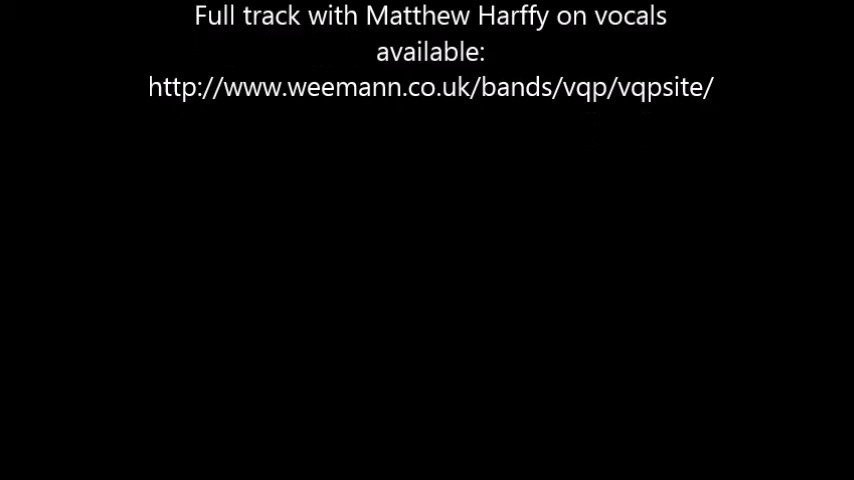 Full track with Matthew Harffy on vocals
available:
http://www.weemann.co.uk/bands/vqp/vqpsite/